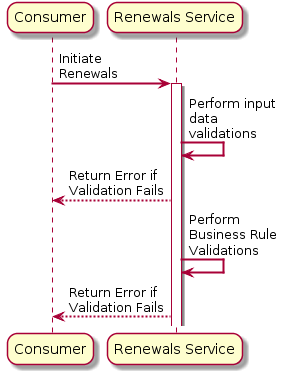 Consumer
Renewals Service
Initiate
Renewals
Perform input
data
validations
Return Error if
Validation Fails
Perform
Business Rule
Validations
Return Error if
Validation Fails
Consumer
Renewals Service